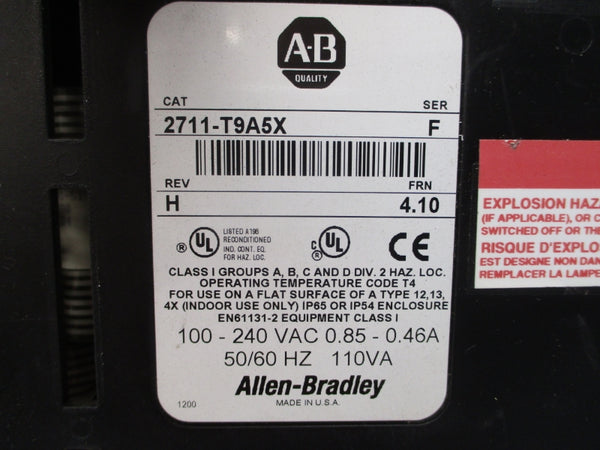 A-B
QUALITY
CAT SER
2711-T9A5X F
REV FRN
H 4.10
UL LISTED A196
RECONDITIONED
IND. CONT. EQ.
FOR HAZ. LOC.
C UL CE
CLASS I GROUPS A, B, C AND D DIV. 2 HAZ. LOC.
OPERATING TEMPERATURE CODE T4
FOR USE ON A FLAT SURFACE OF A TYPE 12,13,
4X (INDOOR USE ONLY) IP65 OR IP54 ENCLOSURE
EN61131-2 EQUIPMENT CLASS I
100 - 240 VAC 0.85 - 0.46A
50/60 HZ 110VA
Allen-Bradley
1200 MADE IN U.S.A.
EXPLOSION HAZA
(IF APPLICABLE), OR C
SWITCHED OFF OR THE
RISQUE D'EXPLO
EST DESIGNE NON DAN
REMPLACER LA LAMPE